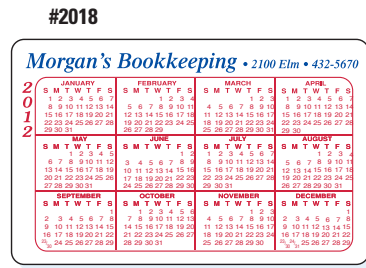 #2018
Morgan's Bookkeeping • 2100 Elm • 432-5670
2012
JANUARY FEBRUARY MARCH APRIL
S M T W T F S S M T W T F S S M T W T F S S M T W T F S
1 2 3 4 5 6 7 1 2 3 4 1 2 3 1 2 3 4 5 6 7
8 9 10 11 12 13 14 5 6 7 8 9 10 11 4 5 6 7 8 9 10 8 9 10 11 12 13 14
15 16 17 18 19 20 21 12 13 14 15 16 17 18 11 12 13 14 15 16 17 15 16 17 18 19 20 21
22 23 24 25 26 27 28 19 20 21 22 23 24 25 18 19 20 21 22 23 24 22 23 24 25 26 27 28
29 30 31 26 27 28 29 25 26 27 28 29 30 31 29 30
MAY JUNE JULY AUGUST
S M T W T F S S M T W T F S S M T W T F S S M T W T F S
1 2 3 4 5 1 2 1 2 3 4 5 6 7 1 2 3 4
6 7 8 9 10 11 12 3 4 5 6 7 8 9 8 9 10 11 12 13 14 5 6 7 8 9 10 11
13 14 15 16 17 18 19 10 11 12 13 14 15 16 15 16 17 18 19 20 21 12 13 14 15 16 17 18
20 21 22 23 24 25 26 17 18 19 20 21 22 23 22 23 24 25 26 27 28 19 20 21 22 23 24 25
27 28 29 30 31 24 25 26 27 28 29 30 29 30 31 26 27 28 29 30 31
SEPTEMBER OCTOBER NOVEMBER DECEMBER
S M T W T F S S M T W T F S S M T W T F S S M T W T F S
1 1 2 3 4 5 6 1 2 3 1
2 3 4 5 6 7 8 7 8 9 10 11 12 13 4 5 6 7 8 9 10 2 3 4 5 6 7 8
9 10 11 12 13 14 15 14 15 16 17 18 19 20 11 12 13 14 15 16 17 9 10 11 12 13 14 15
16 17 18 19 20 21 22 21 22 23 24 25 26 27 18 19 20 21 22 23 24 16 17 18 19 20 21 22
23/30 24 25 26 27 28 29 28 29 30 31 25 26 27 28 29 30 23/30 24/31 25 26 27 28 29